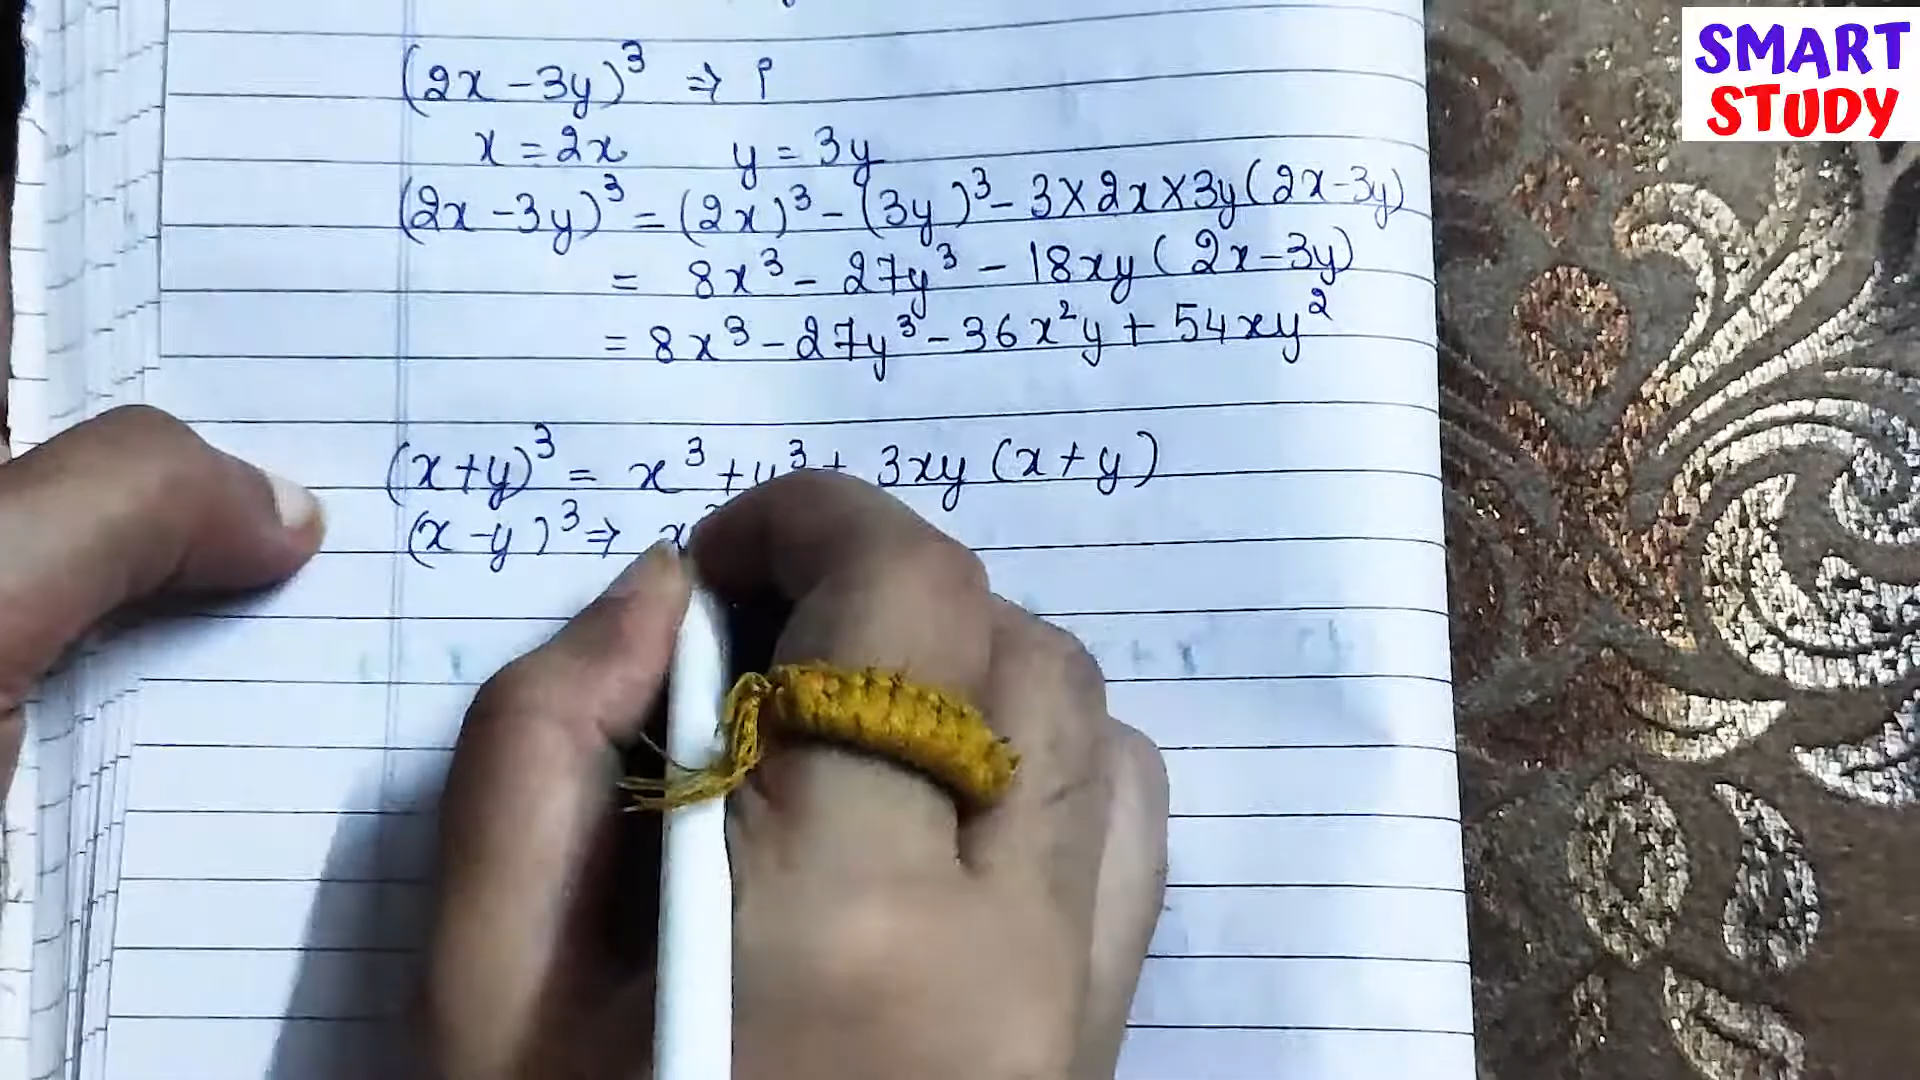 SMART
STUDY
(2x - 3y)³ ⇒ ?
x = 2x y = 3y
(2x - 3y)³ = (2x)³ - (3y)³ - 3×2x×3y(2x-3y)
= 8x³ - 27y³ - 18xy(2x-3y)
= 8x³ - 27y³ - 36x²y + 54xy²
(x+y)³ = x³ + y³ + 3xy (x+y)
(x-y)³ ⇒ x